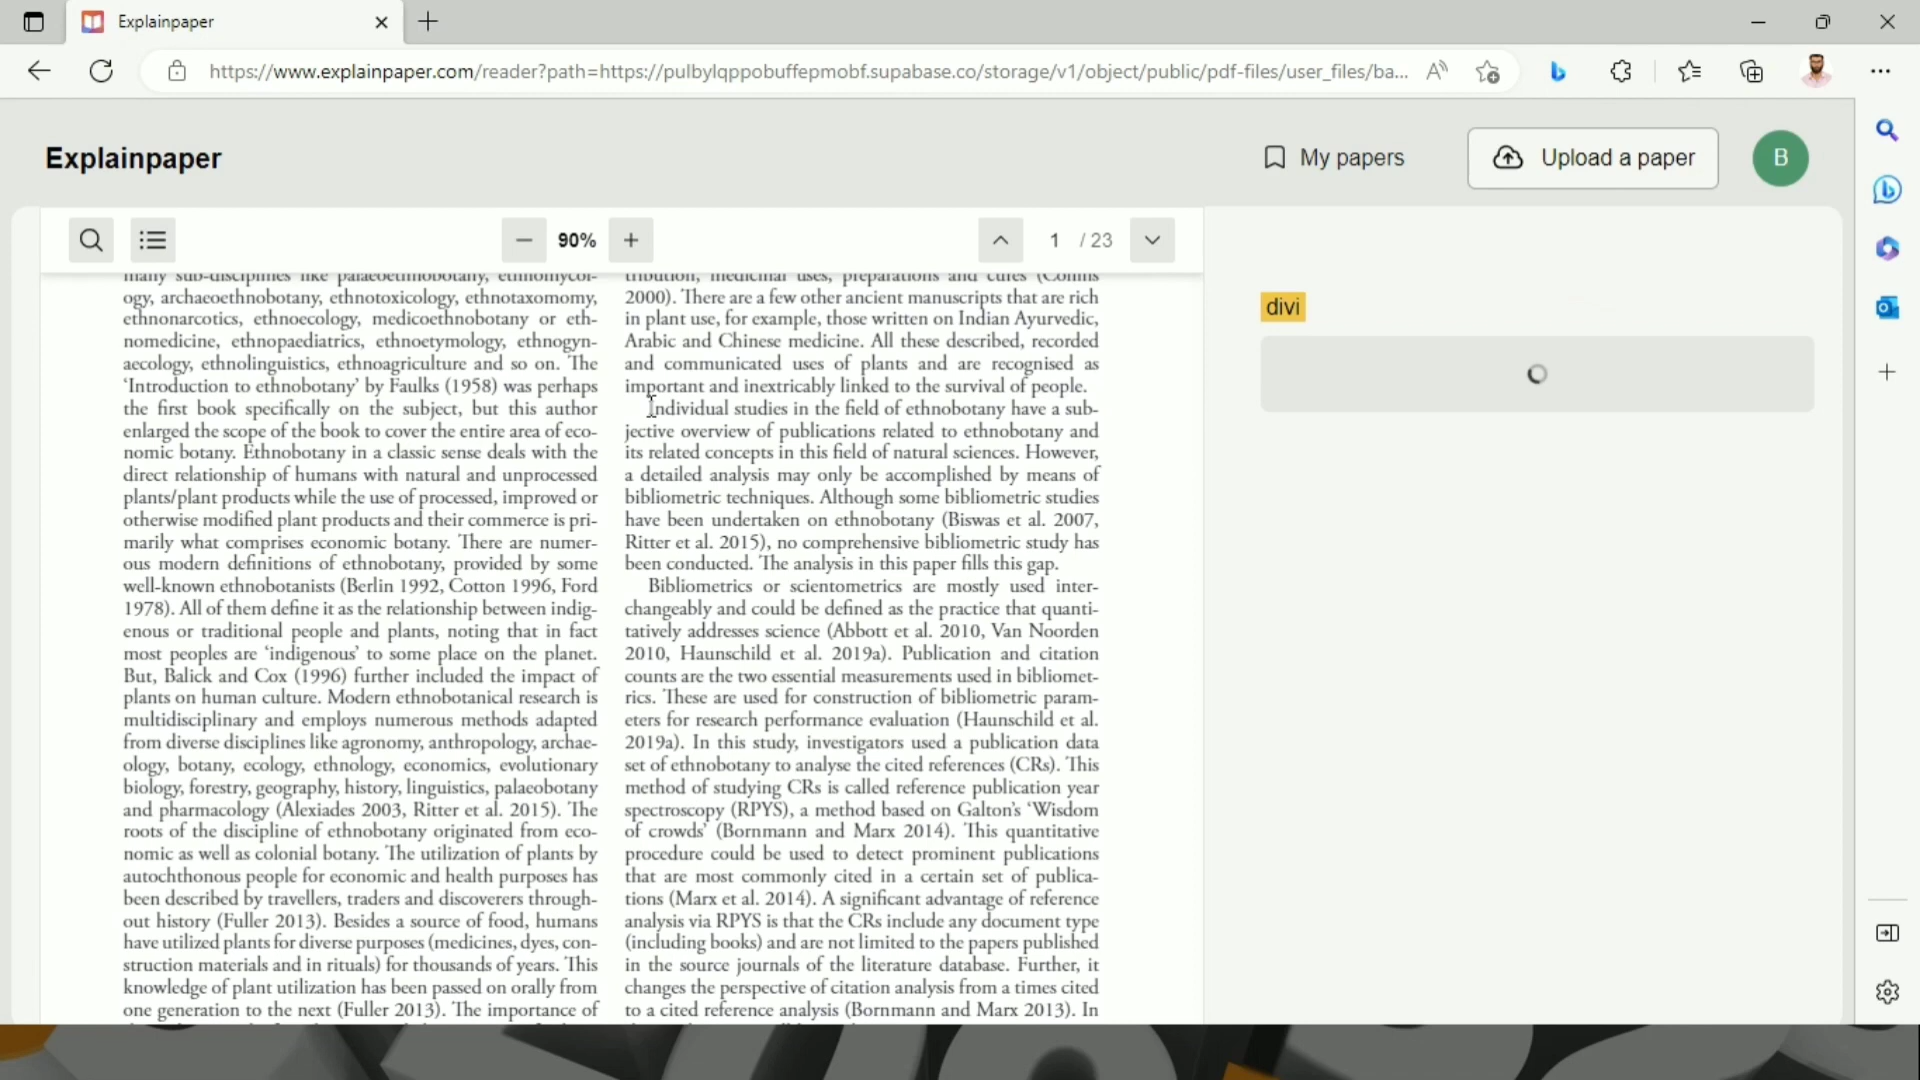 Explainpaper
https://www.explainpaper.com/reader?path=https://pulbylqppobuffepmobf.supabase.co/storage/v1/object/public/pdf-files/user_files/ba...
Explainpaper
My papers
Upload a paper
B
90%
1 /23
many sub-disciplines like palaeoethnobotany, ethnomycol-
ogy, archaeoethnobotany, ethnotoxicology, ethnotaxomomy,
ethnonarcotics, ethnoecology, medicoethnobotany or eth-
nomedicine, ethnopaediatrics, ethnoetymology, ethnogyn-
aecology, ethnolinguistics, ethnoagriculture and so on. The
'Introduction to ethnobotany' by Faulks (1958) was perhaps
the first book specifically on the subject, but this author
enlarged the scope of the book to cover the entire area of eco-
nomic botany. Ethnobotany in a classic sense deals with the
direct relationship of humans with natural and unprocessed
plants/plant products while the use of processed, improved or
otherwise modified plant products and their commerce is pri-
marily what comprises economic botany. There are numer-
ous modern definitions of ethnobotany, provided by some
well-known ethnobotanists (Berlin 1992, Cotton 1996, Ford
1978). All of them define it as the relationship between indig-
enous or traditional people and plants, noting that in fact
most peoples are 'indigenous' to some place on the planet.
But, Balick and Cox (1996) further included the impact of
plants on human culture. Modern ethnobotanical research is
multidisciplinary and employs numerous methods adapted
from diverse disciplines like agronomy, anthropology, archae-
ology, botany, ecology, ethnology, economics, evolutionary
biology, forestry, geography, history, linguistics, palaeobotany
and pharmacology (Alexiades 2003, Ritter et al. 2015). The
roots of the discipline of ethnobotany originated from eco-
nomic as well as colonial botany. The utilization of plants by
autochthonous people for economic and health purposes has
been described by travellers, traders and discoverers through-
out history (Fuller 2013). Besides a source of food, humans
have utilized plants for diverse purposes (medicines, dyes, con-
struction materials and in rituals) for thousands of years. This
knowledge of plant utilization has been passed on orally from
one generation to the next (Fuller 2013). The importance of
tribution, medicinal uses, preparations and cures (Collins
2000). There are a few other ancient manuscripts that are rich
in plant use, for example, those written on Indian Ayurvedic,
Arabic and Chinese medicine. All these described, recorded
and communicated uses of plants and are recognised as
important and inextricably linked to the survival of people.
Individual studies in the field of ethnobotany have a sub-
jective overview of publications related to ethnobotany and
its related concepts in this field of natural sciences. However,
a detailed analysis may only be accomplished by means of
bibliometric techniques. Although some bibliometric studies
have been undertaken on ethnobotany (Biswas et al. 2007,
Ritter et al. 2015), no comprehensive bibliometric study has
been conducted. The analysis in this paper fills this gap.
Bibliometrics or scientometrics are mostly used inter-
changeably and could be defined as the practice that quanti-
tatively addresses science (Abbott et al. 2010, Van Noorden
2010, Haunschild et al. 2019a). Publication and citation
counts are the two essential measurements used in bibliomet-
rics. These are used for construction of bibliometric param-
eters for research performance evaluation (Haunschild et al.
2019a). In this study, investigators used a publication data
set of ethnobotany to analyse the cited references (CRs). This
method of studying CRs is called reference publication year
spectroscopy (RPYS), a method based on Galton's 'Wisdom
of crowds' (Bornmann and Marx 2014). This quantitative
procedure could be used to detect prominent publications
that are most commonly cited in a certain set of publica-
tions (Marx et al. 2014). A significant advantage of reference
analysis via RPYS is that the CRs include any document type
(including books) and are not limited to the papers published
in the source journals of the literature database. Further, it
changes the perspective of citation analysis from a times cited
to a cited reference analysis (Bornmann and Marx 2013). In
divi